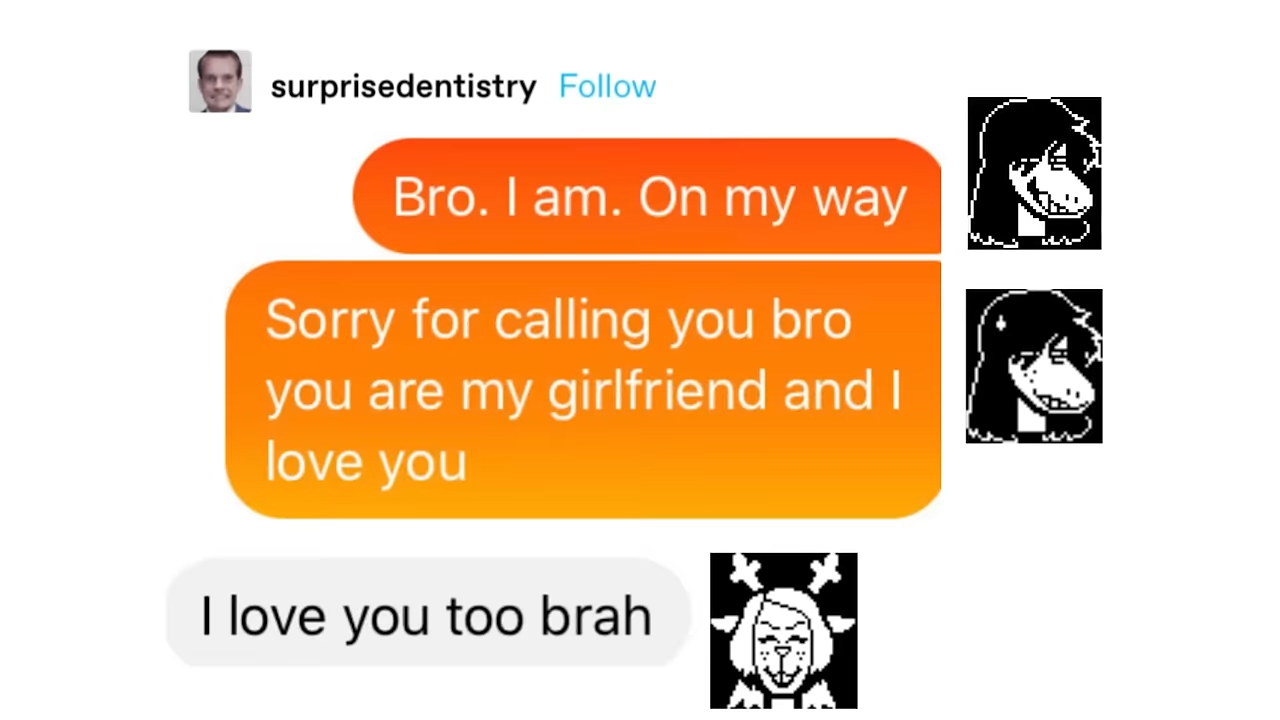 surprisedentistry Follow
Bro. I am. On my way
Sorry for calling you bro
you are my girlfriend and I
love you
I love you too brah